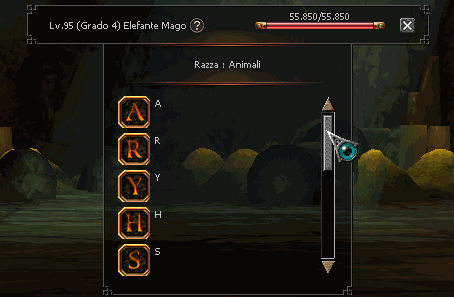 Lv.95 (Grado 4) Elefante Mago ?
55.850/55.850
Razza : Animali
A A
R R
Y Y
H H
S S